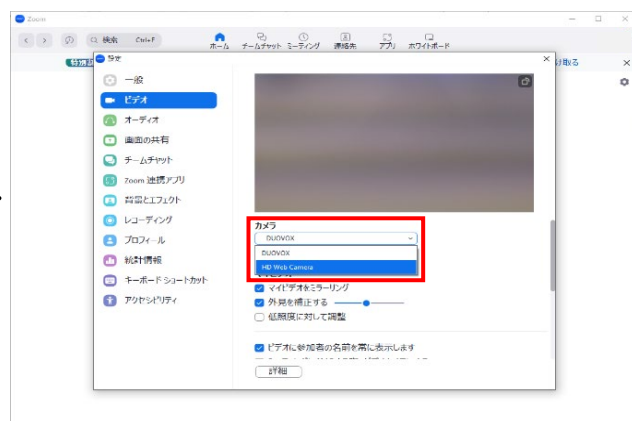 Zoom
検索 Ctrl+F
ホーム チームチャット ミーティング 連絡先 アプリ ホワイトボード
設定
け取る
一般
ビデオ
オーディオ
画面の共有
チームチャット
Zoom 連携アプリ
背景とエフェクト
レコーディング
プロフィール
統計情報
キーボード ショートカット
アクセシビリティ
カメラ
DUOVOX
DUOVOX
HD Web Camera
マイビデオをミラーリング
外見を補正する
低照度に対して調整
ビデオに参加者の名前を常に表示します
詳細